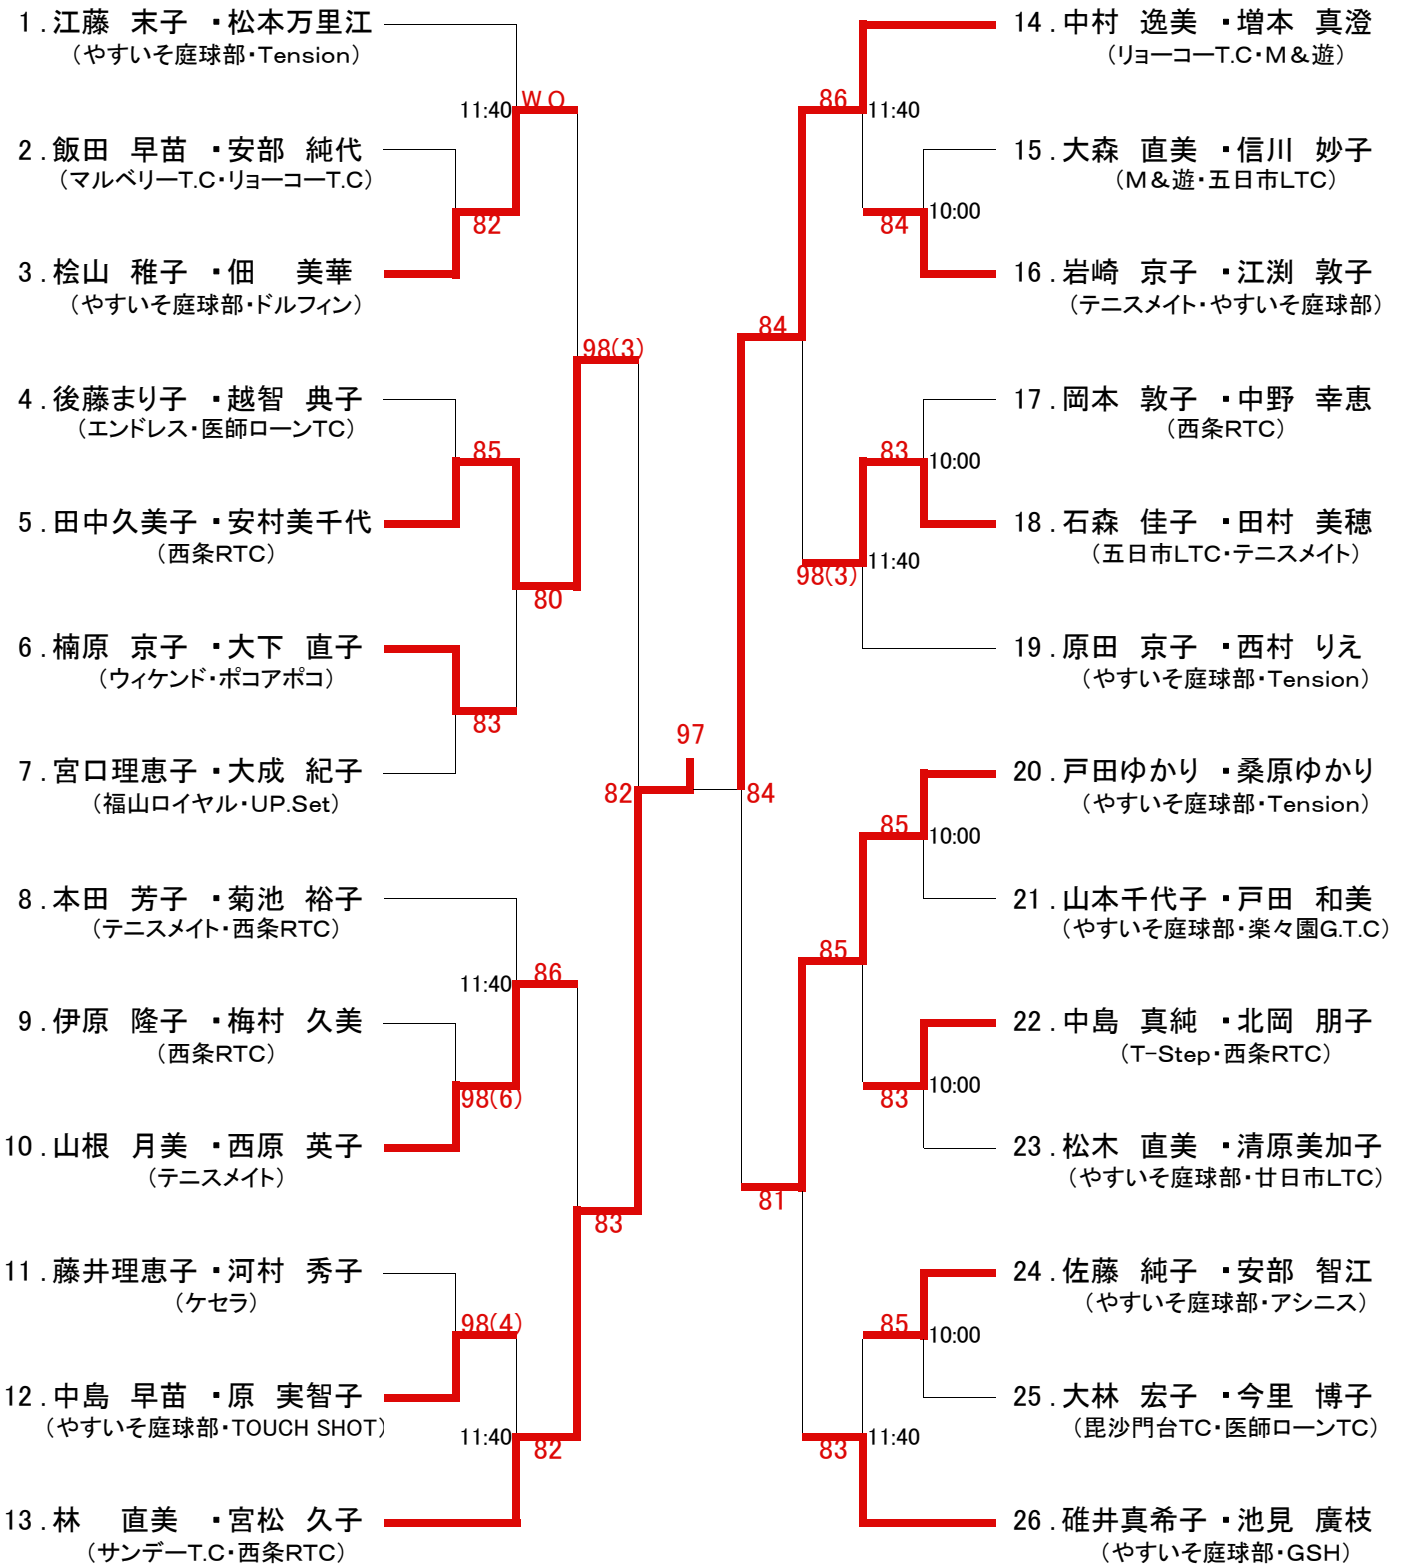 1.江藤 末子 ・松本万里江
(やすいそ庭球部・Tension)
11:40
W.O
2.飯田 早苗 ・安部 純代
(マルベリーT.C・リョーコーT.C)
82
3.桧山 稚子 ・佃 美華
(やすいそ庭球部・ドルフィン)
98(3)
4.後藤まり子 ・越智 典子
(エンドレス・医師ローンTC)
85
5.田中久美子 ・安村美千代
(西条RTC)
80
6.楠原 京子 ・大下 直子
(ウィケンド・ポコアポコ)
83
7.宮口理恵子 ・大成 紀子
(福山ロイヤル・UP.Set)
82
97
84
8.本田 芳子 ・菊池 裕子
(テニスメイト・西条RTC)
11:40
86
9.伊原 隆子 ・梅村 久美
(西条RTC)
98(6)
10.山根 月美 ・西原 英子
(テニスメイト)
83
11.藤井理恵子 ・河村 秀子
(ケセラ)
98(4)
12.中島 早苗 ・原 実智子
(やすいそ庭球部・TOUCH SHOT)
11:40
82
13.林 直美 ・宮松 久子
(サンデーT.C・西条RTC)
14.中村 逸美 ・増本 真澄
(リョーコーT.C・M&遊)
86
11:40
15.大森 直美 ・信川 妙子
(M&遊・五日市LTC)
84
10:00
16.岩崎 京子 ・江渕 敦子
(テニスメイト・やすいそ庭球部)
84
17.岡本 敦子 ・中野 幸恵
(西条RTC)
83
10:00
18.石森 佳子 ・田村 美穂
(五日市LTC・テニスメイト)
98(3)
11:40
19.原田 京子 ・西村 りえ
(やすいそ庭球部・Tension)
20.戸田ゆかり ・桑原ゆかり
(やすいそ庭球部・Tension)
85
10:00
21.山本千代子 ・戸田 和美
(やすいそ庭球部・楽々園G.T.C)
85
22.中島 真純 ・北岡 朋子
(T-Step・西条RTC)
83
10:00
23.松木 直美 ・清原美加子
(やすいそ庭球部・廿日市LTC)
81
24.佐藤 純子 ・安部 智江
(やすいそ庭球部・アシニス)
85
10:00
25.大林 宏子 ・今里 博子
(毘沙門台TC・医師ローンTC)
83
11:40
26.碓井真希子 ・池見 廣枝
(やすいそ庭球部・GSH)